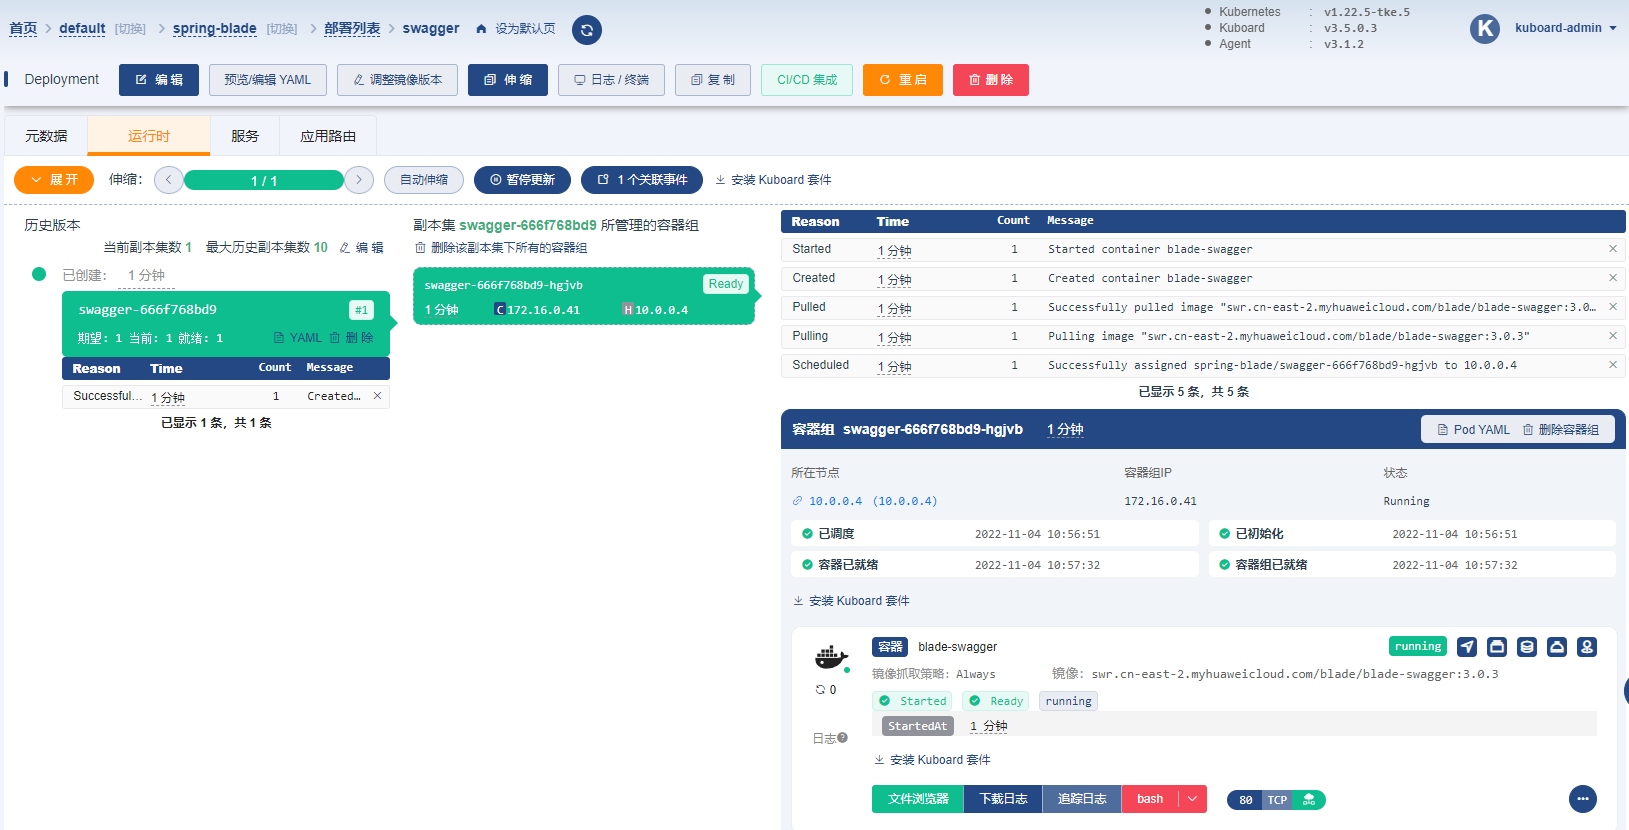 首页 default [切换] spring-blade [切换] 部署列表 swagger 设为默认页
Kubernetes : v1.22.5-tke.5
Kuboard : v3.5.0.3
Agent : v3.1.2
K kuboard-admin
Deployment 编 辑 预览/编辑 YAML 调整镜像版本 伸 缩 日志 / 终端 复 制 CI/CD 集成 重 启 删 除
元数据 运行时 服务 应用路由
展 开 伸缩： 1 / 1 自动伸缩 暂停更新 1 个关联事件 安装 Kuboard 套件
历史版本
当前副本集数 1 最大历史副本集数 10 编 辑
已创建： 1 分钟
swagger-666f768bd9 #1
期望：1 当前：1 就绪：1 YAML 删 除
Reason Time Count Message
Successful... 1 分钟 1 Created...
已显示 1 条，共 1 条
副本集 swagger-666f768bd9 所管理的容器组
删除该副本集下所有的容器组
swagger-666f768bd9-hgjvb Ready
1 分钟 C 172.16.0.41 H 10.0.0.4
Reason Time Count Message
Started 1 分钟 1 Started container blade-swagger
Created 1 分钟 1 Created container blade-swagger
Pulled 1 分钟 1 Successfully pulled image "swr.cn-east-2.myhuaweicloud.com/blade/blade-swagger:3.0...
Pulling 1 分钟 1 Pulling image "swr.cn-east-2.myhuaweicloud.com/blade/blade-swagger:3.0.3"
Scheduled 1 分钟 1 Successfully assigned spring-blade/swagger-666f768bd9-hgjvb to 10.0.0.4
已显示 5 条，共 5 条
容器组 swagger-666f768bd9-hgjvb 1 分钟 Pod YAML 删除容器组
所在节点 容器组IP 状态
10.0.0.4 (10.0.0.4) 172.16.0.41 Running
已调度 2022-11-04 10:56:51 已初始化 2022-11-04 10:56:51
容器已就绪 2022-11-04 10:57:32 容器组已就绪 2022-11-04 10:57:32
安装 Kuboard 套件
容器 blade-swagger running
镜像抓取策略：Always 镜像：swr.cn-east-2.myhuaweicloud.com/blade/blade-swagger:3.0.3
0
Started Ready running
StartedAt 1 分钟
日志
安装 Kuboard 套件
文件浏览器 下载日志 追踪日志 bash 80 TCP